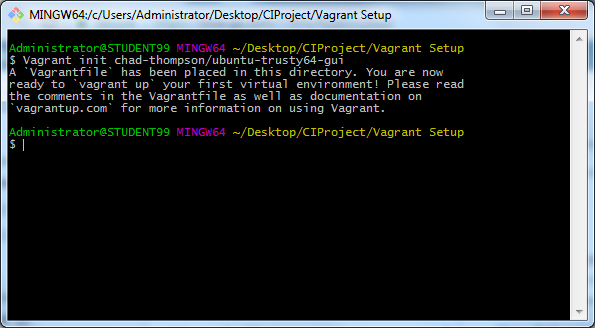 MINGW64:/c/Users/Administrator/Desktop/CIProject/Vagrant Setup
Administrator@STUDENT99 MINGW64 ~/Desktop/CIProject/Vagrant Setup
$ Vagrant init chad-thompson/ubuntu-trusty64-gui
A `Vagrantfile` has been placed in this directory. You are now
ready to `vagrant up` your first virtual environment! Please read
the comments in the Vagrantfile as well as documentation on
`vagrantup.com` for more information on using Vagrant.
Administrator@STUDENT99 MINGW64 ~/Desktop/CIProject/Vagrant Setup
$